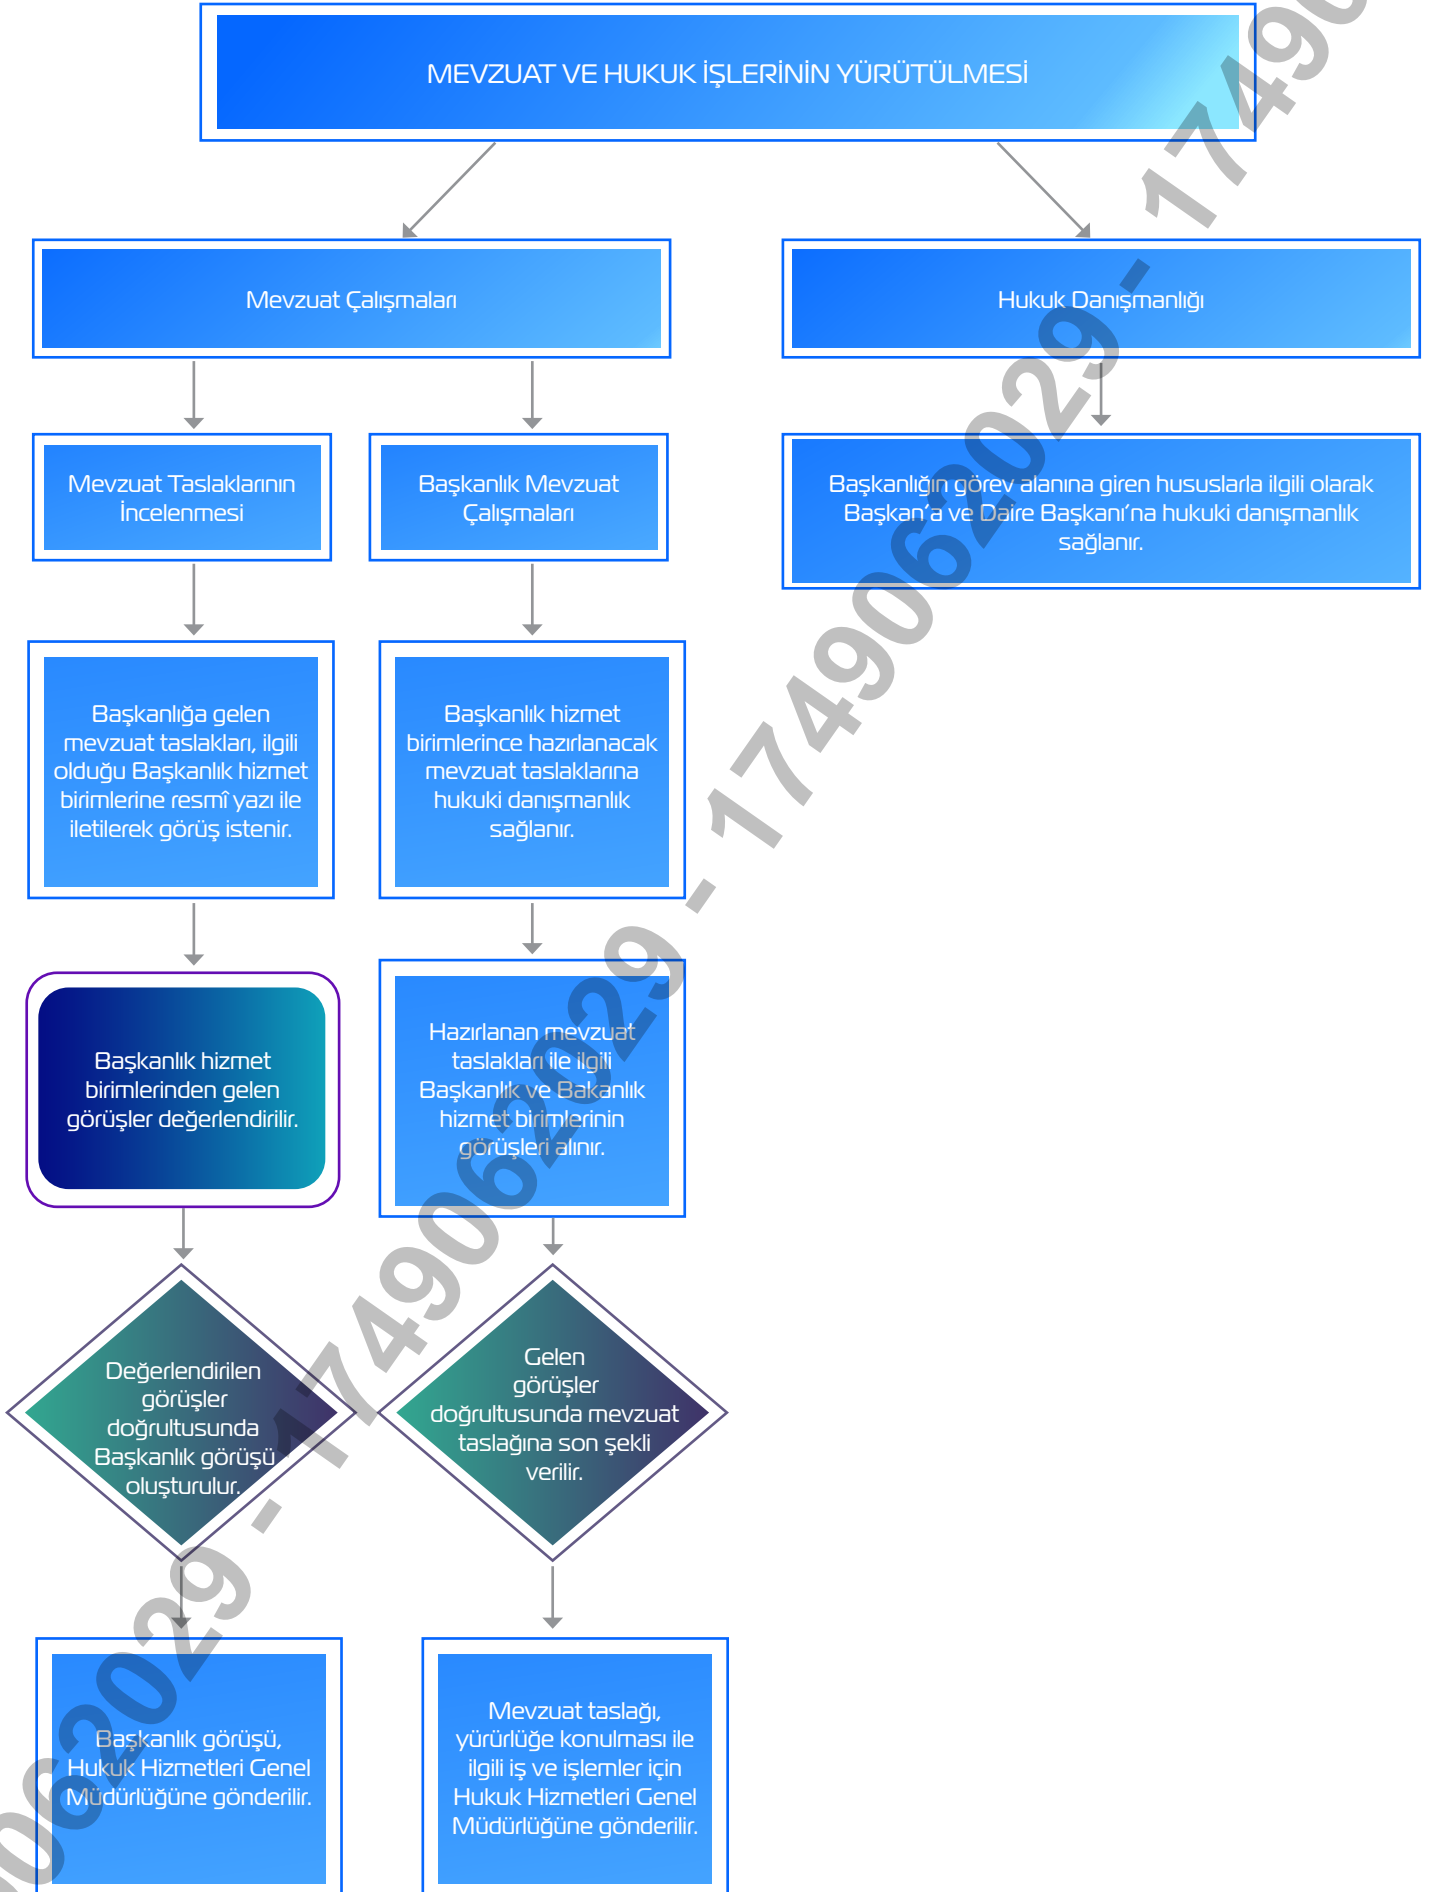 MEVZUAT VE HUKUK İŞLERİNİN YÜRÜTÜLMESİ
Mevzuat Çalışmaları
Hukuk Danışmanlığı
Mevzuat Taslaklarının
İncelenmesi
Başkanlık Mevzuat
Çalışmaları
Başkanlığın görev alanına giren hususlarla ilgili olarak
Başkan’a ve Daire Başkanı’na hukuki danışmanlık
sağlanır.
Başkanlığa gelen
mevzuat taslakları, ilgili
olduğu Başkanlık hizmet
birimlerine resmî yazı ile
iletilerek görüş istenir.
Başkanlık hizmet
birimlerince hazırlanacak
mevzuat taslaklarına
hukuki danışmanlık
sağlanır.
Başkanlık hizmet
birimlerinden gelen
görüşler değerlendirilir.
Hazırlanan mevzuat
taslakları ile ilgili
Başkanlık ve Bakanlık
hizmet birimlerinin
görüşleri alınır.
Değerlendirilen
görüşler
doğrultusunda
Başkanlık görüşü
oluşturulur.
Gelen
görüşler
doğrultusunda mevzuat
taslağına son şekli
verilir.
Başkanlık görüşü,
Hukuk Hizmetleri Genel
Müdürlüğüne gönderilir.
Mevzuat taslağı,
yürürlüğe konulması ile
ilgili iş ve işlemler için
Hukuk Hizmetleri Genel
Müdürlüğüne gönderilir.
062029 - 1749062029 - 1749062029 - 17490